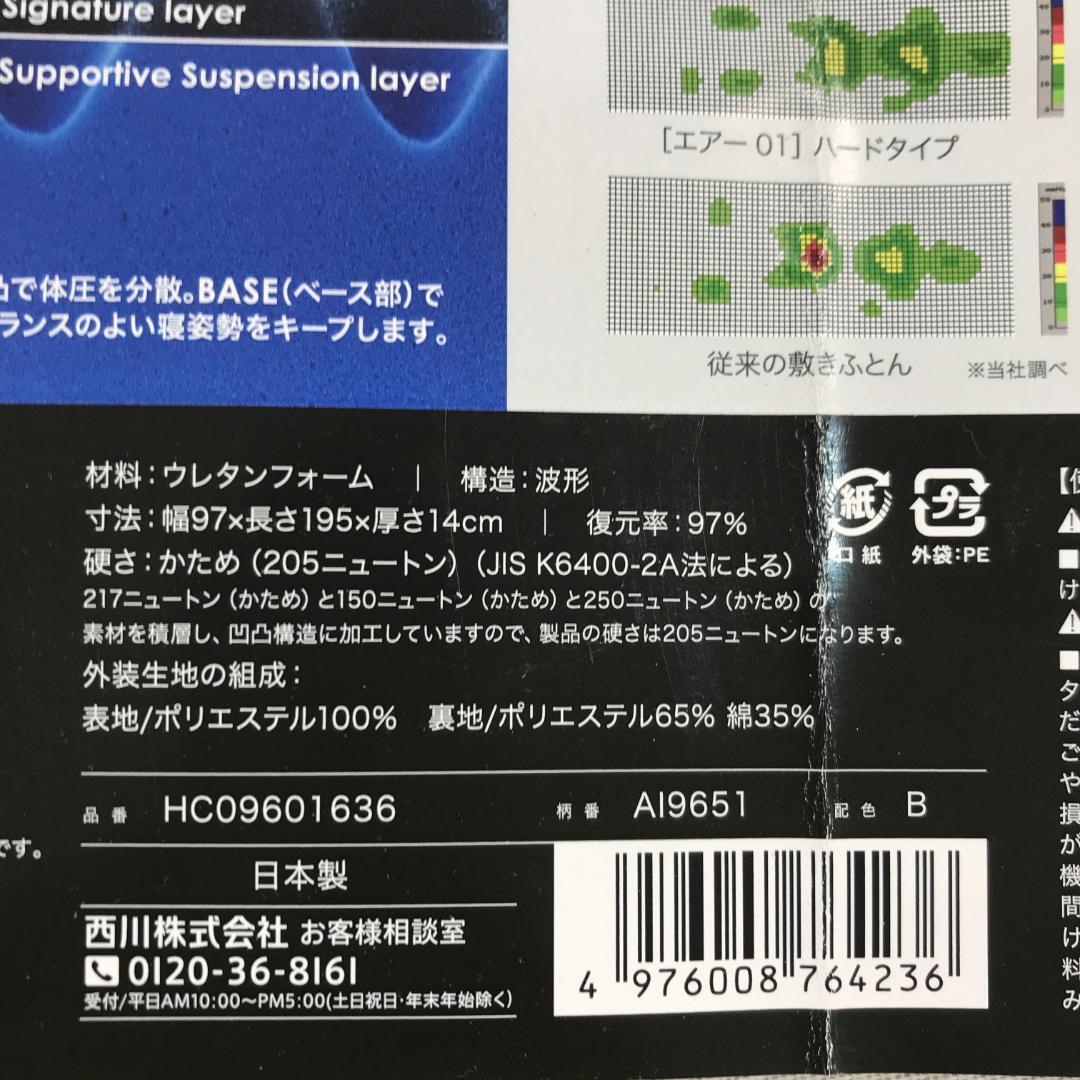 Signature layer
Supportive Suspension layer
凸で体圧を分散。BASE(ベース部)で
ランスのよい寝姿勢をキープします。
[エアー 01] ハードタイプ
従来の敷きふとん
※当社調べ
材料：ウレタンフォーム ｜ 構造：波形
寸法：幅97×長さ195×厚さ14cm ｜ 復元率：97%
硬さ：かため（205ニュートン）（JIS K6400-2A法による）
217ニュートン（かため）と150ニュートン（かため）と250ニュートン（かため）の
素材を積層し、凹凸構造に加工していますので、製品の硬さは205ニュートンになります。
外装生地の組成：
表地/ポリエステル100% 裏地/ポリエステル65% 綿35%
紙
プラ
口 紙
外袋：PE
品番 HC09601636 柄番 AI9651 配色 B
です。
日本製
西川株式会社 お客様相談室
0120-36-8161
受付/平日AM10:00～PM5:00(土日祝日・年末年始除く)
4 976008 764236
け
タ
だ
ご
や
損
が
機
間
け
料
み